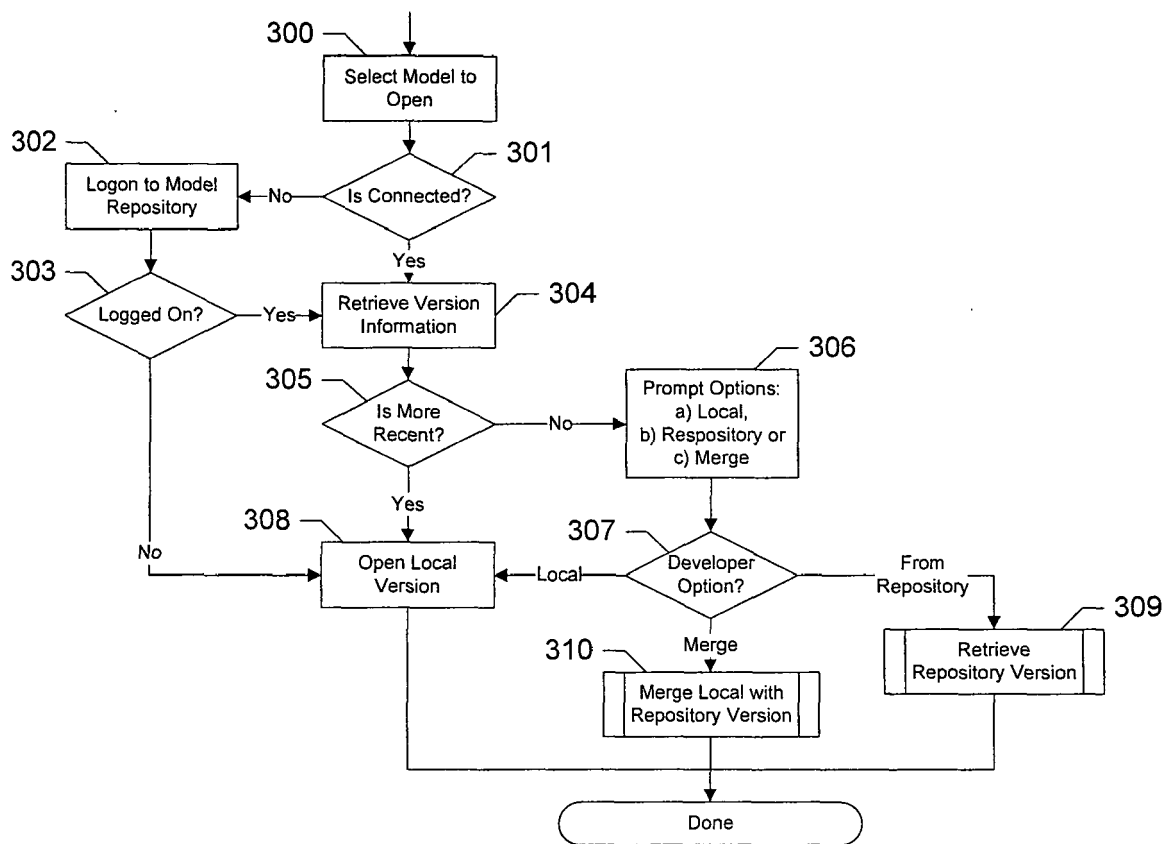 300
Select Model to
Open
302
301
Logon to Model
Repository
No
Is Connected?
303
Yes
Logged On?
Yes
Retrieve Version
Information
304
305
306
Is More
Recent?
No
Prompt Options:
a) Local,
b) Respository or
c) Merge
Yes
308
307
No
Open Local
Version
Local
Developer
Option?
From
Repository
309
310
Merge
Retrieve
Repository Version
Merge Local with
Repository Version
Done